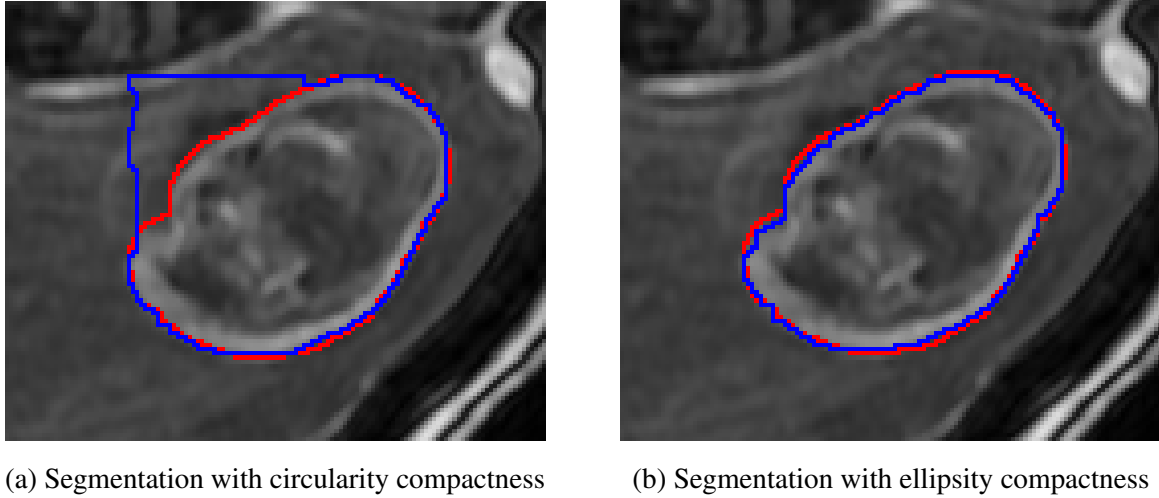 (a) Segmentation with circularity compactness
(b) Segmentation with ellipsity compactness